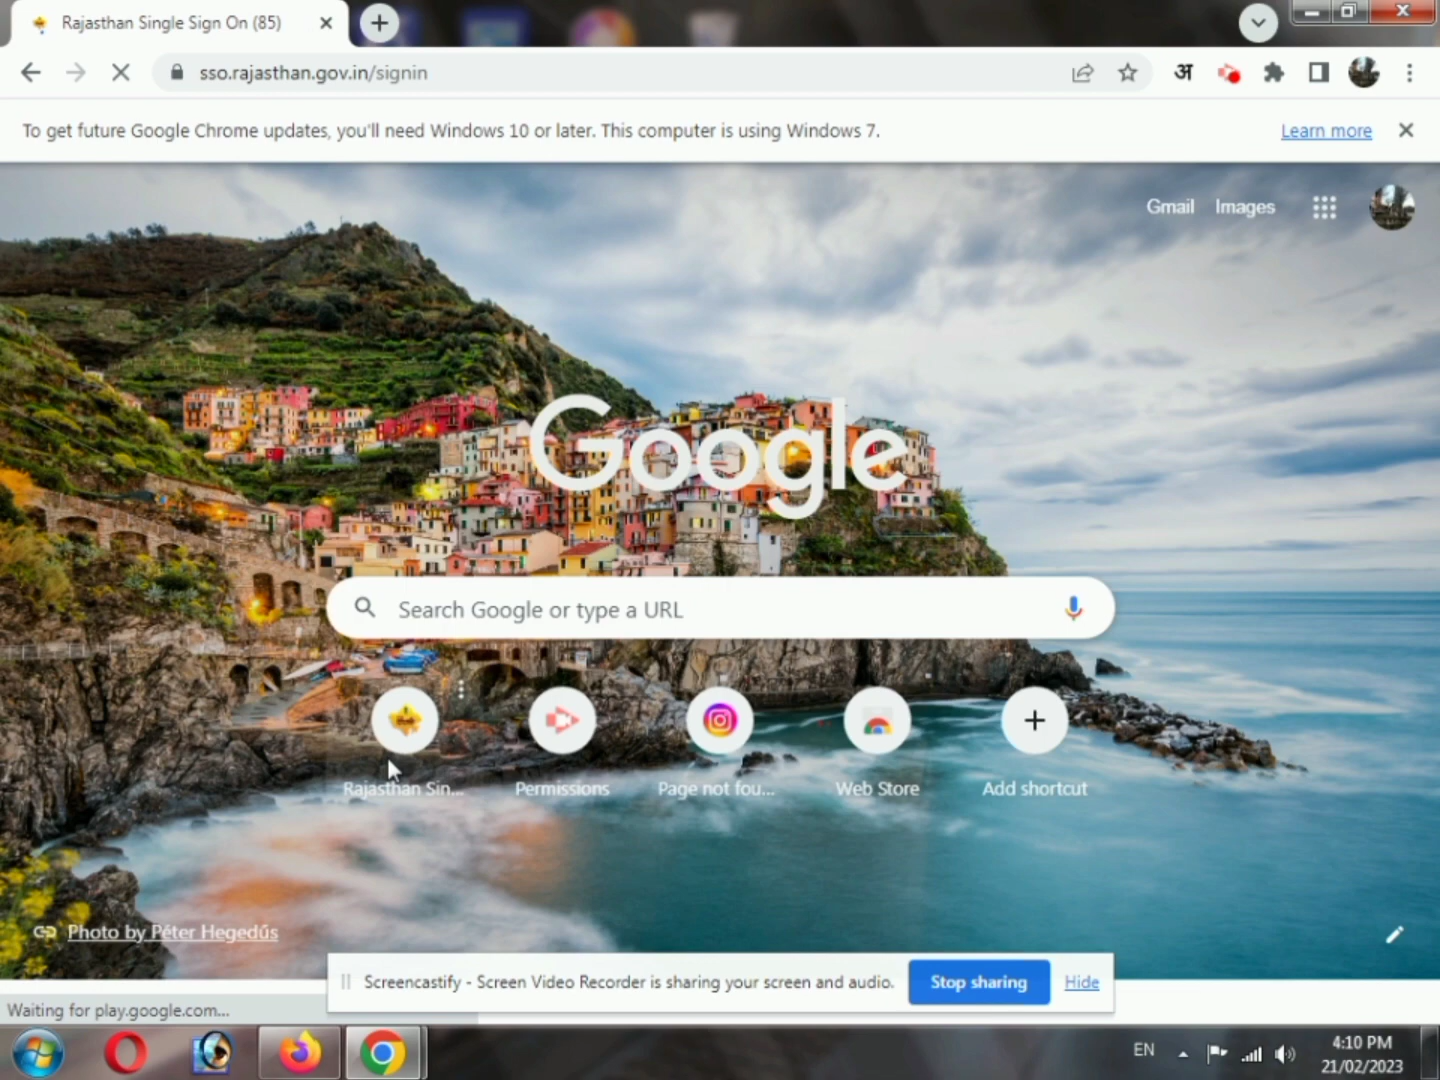 Rajasthan Single Sign On (85)
sso.rajasthan.gov.in/signin
अ
To get future Google Chrome updates, you'll need Windows 10 or later. This computer is using Windows 7.
Learn more
Gmail
Images
Google
Search Google or type a URL
Rajasthan Sin...
Permissions
Page not fou...
Web Store
Add shortcut
Photo by Péter Hegedűs
Screencastify - Screen Video Recorder is sharing your screen and audio.
Stop sharing
Hide
Waiting for play.google.com...
EN
4:10 PM
21/02/2023